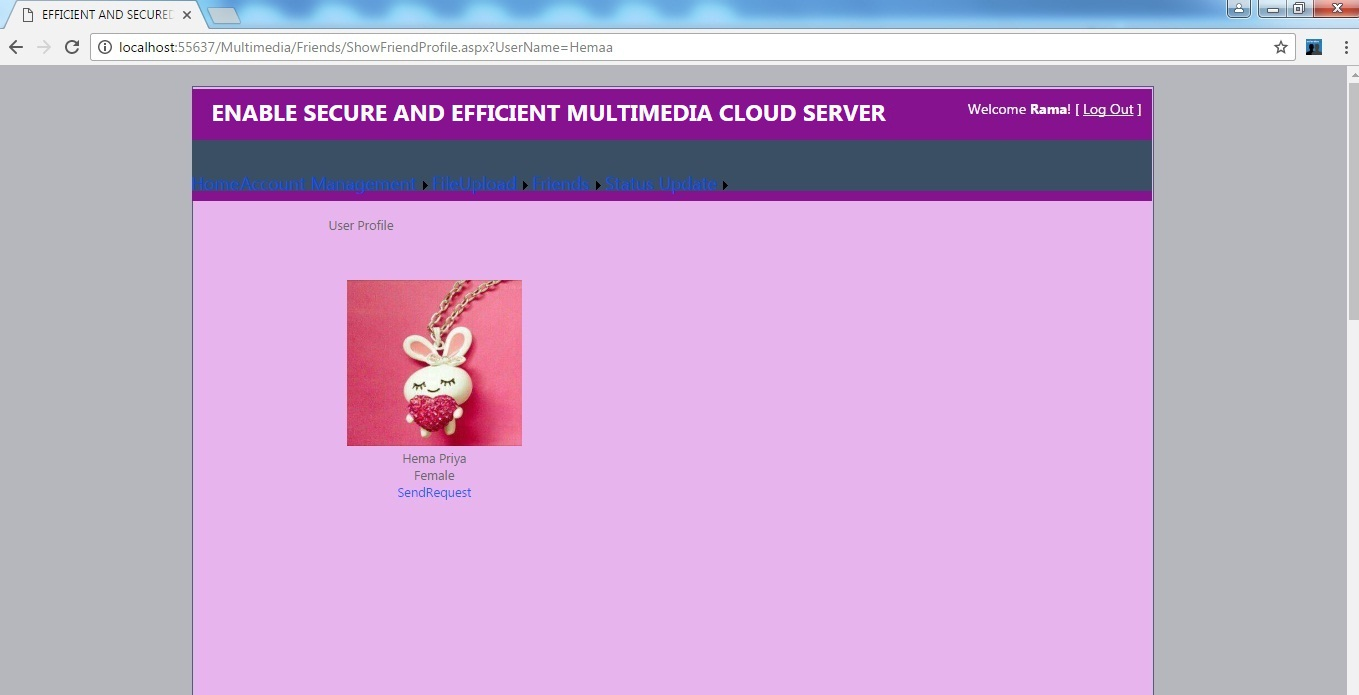 EFFICIENT AND SECURED
localhost:55637/Multimedia/Friends/ShowFriendProfile.aspx?UserName=Hemaa
ENABLE SECURE AND EFFICIENT MULTIMEDIA CLOUD SERVER
Welcome Rama! [ Log Out ]
HomeAccount Management FileUpload Friends Status Update
User Profile
Hema Priya
Female
SendRequest